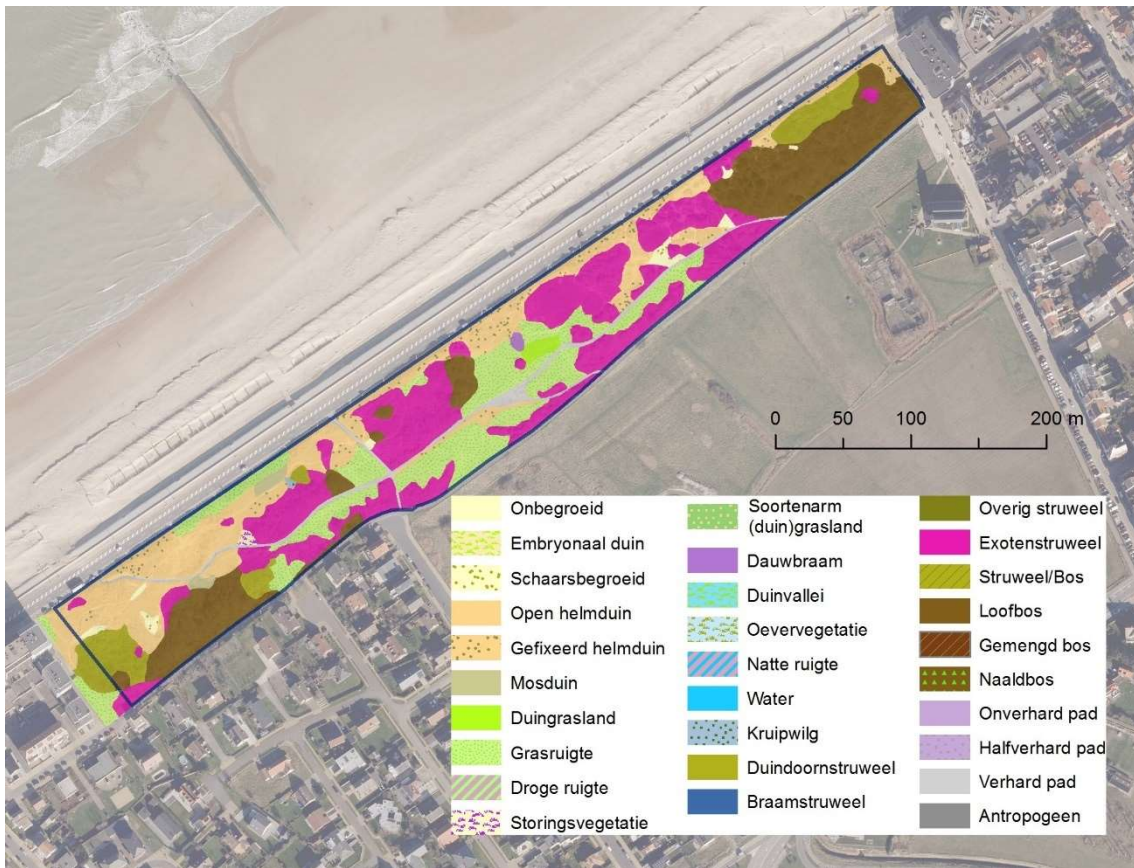 0 50 100 200 m
Onbegroeid
Embryonaal duin
Schaarsbegroeid
Open helmduin
Gefixeerd helmduin
Mosduin
Duingrasland
Grasruigte
Droge ruigte
Storingsvegetatie
Soortenarm
(duin)grasland
Dauwbraam
Duinvallei
Oevervegetatie
Natte ruigte
Water
Kruipwilg
Duindoornstruweel
Braamstruweel
Overig struweel
Exotenstruweel
Struweel/Bos
Loofbos
Gemengd bos
Naaldbos
Onverhard pad
Halfverhard pad
Verhard pad
Antropogeen